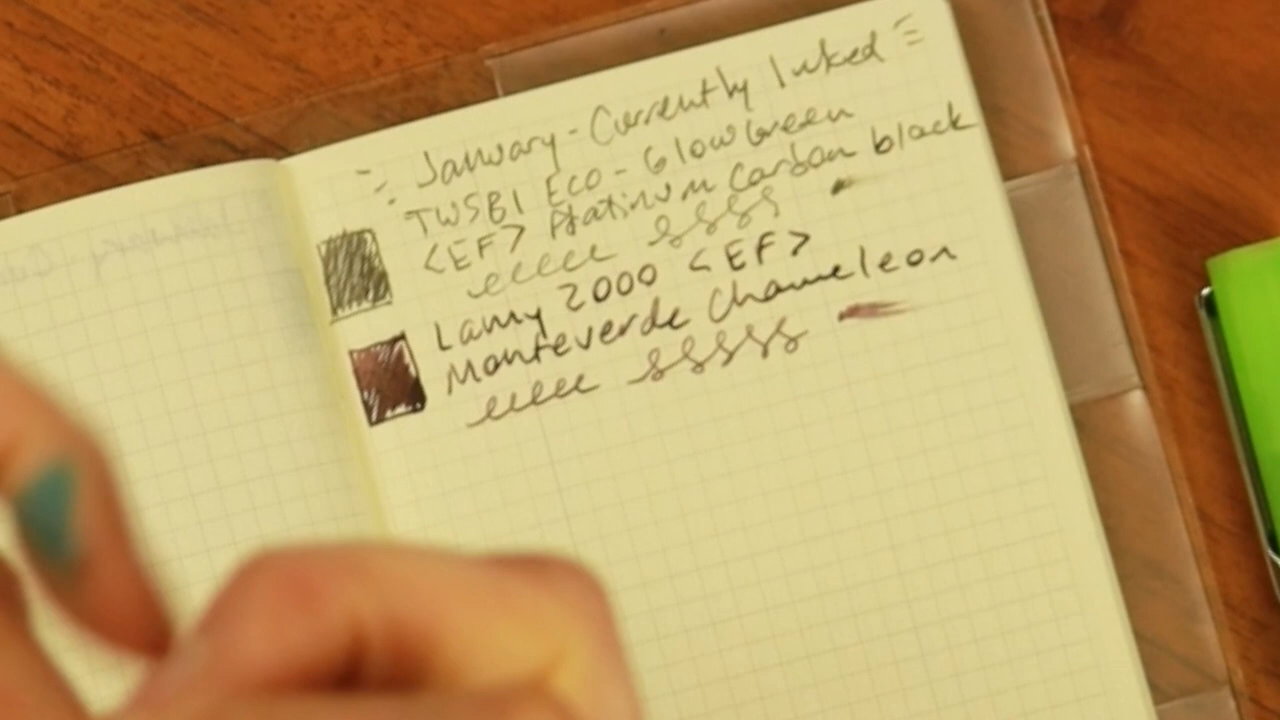 January - Currently Inked
TWSBI Eco - Glow Green
<EF> Platinum Carbon black
eeeee ssss
Lamy 2000 <EF>
Monteverde Chameleon
eeeee sssss